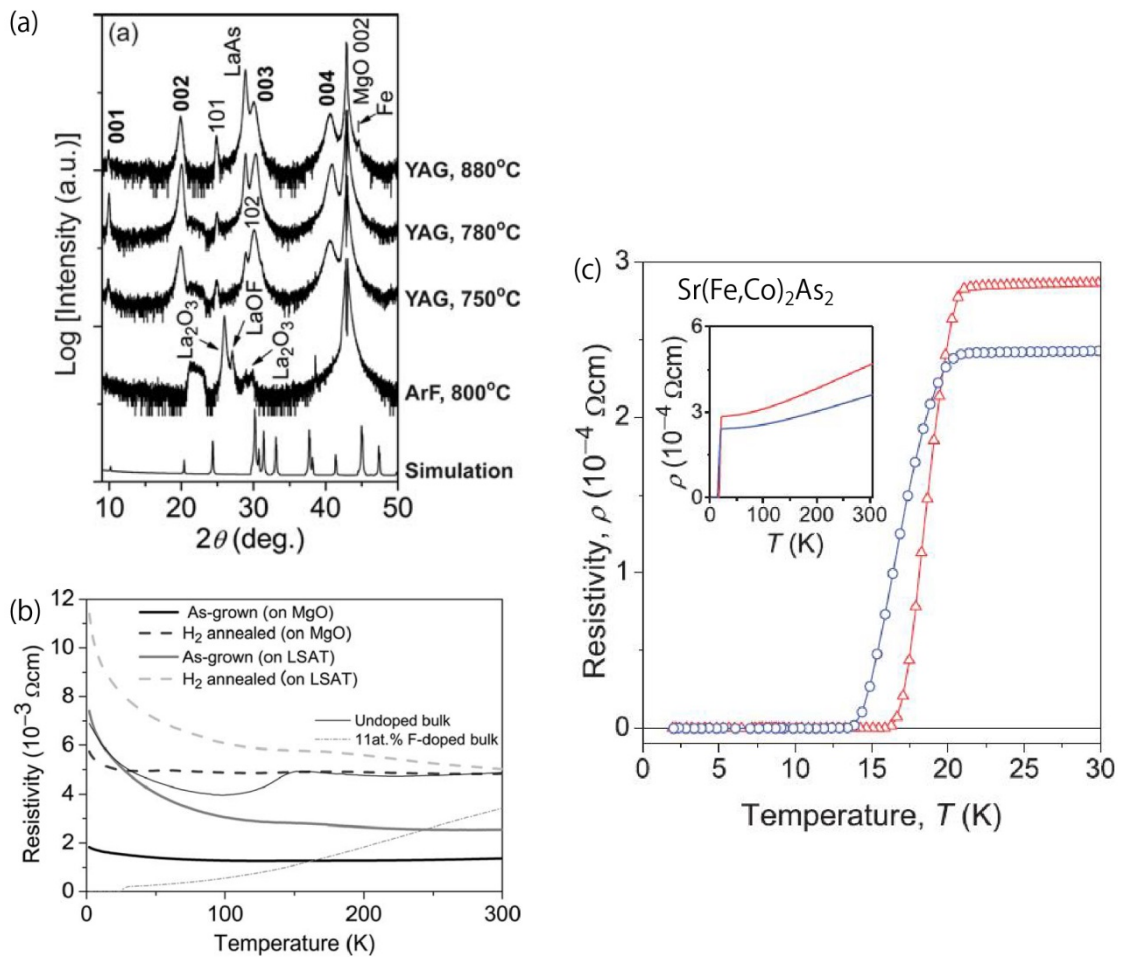 (a)
(a)
Log [Intensity (a.u.)]
001
002
101
LaAs
003
004
MgO 002
Fe
YAG, 880°C
YAG, 780°C
102
YAG, 750°C
La₂O₃
LaOF
La₂O₃
ArF, 800°C
Simulation
10 20 30 40 50
2θ (deg.)
(b)
Resistivity (10⁻³ Ωcm)
12
10
8
6
4
2
0
As-grown (on MgO)
H₂ annealed (on MgO)
As-grown (on LSAT)
H₂ annealed (on LSAT)
Undoped bulk
11at.% F-doped bulk
0 100 200 300
Temperature (K)
(c)
Resistivity, ρ (10⁻⁴ Ωcm)
3
2
1
0
Sr(Fe,Co)₂As₂
ρ (10⁻⁴ Ωcm)
6
3
0
0 100 200 300
T (K)
0 5 10 15 20 25 30
Temperature, T (K)